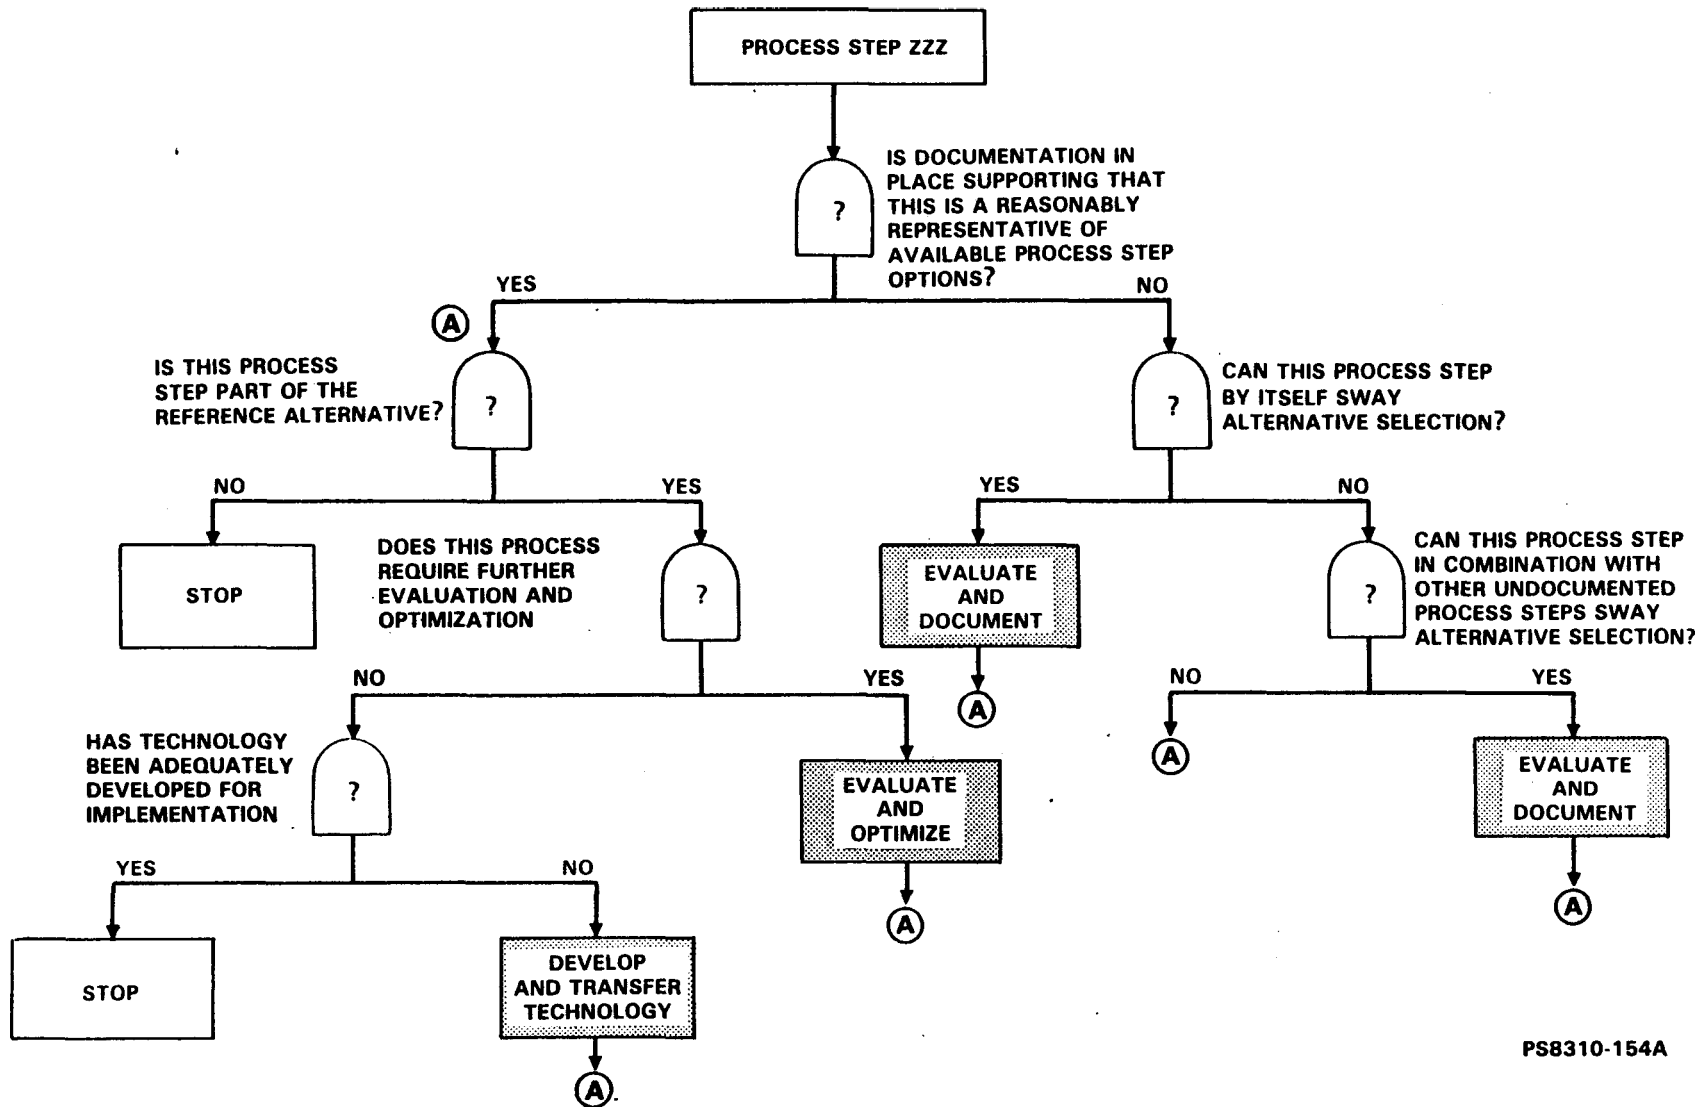 PROCESS STEP ZZZ
?
IS DOCUMENTATION IN
PLACE SUPPORTING THAT
THIS IS A REASONABLY
REPRESENTATIVE OF
AVAILABLE PROCESS STEP
OPTIONS?
YES
NO
A
IS THIS PROCESS
STEP PART OF THE
REFERENCE ALTERNATIVE?
?
?
CAN THIS PROCESS STEP
BY ITSELF SWAY
ALTERNATIVE SELECTION?
NO
YES
YES
NO
STOP
DOES THIS PROCESS
REQUIRE FURTHER
EVALUATION AND
OPTIMIZATION
?
EVALUATE
AND
DOCUMENT
A
?
CAN THIS PROCESS STEP
IN COMBINATION WITH
OTHER UNDOCUMENTED
PROCESS STEPS SWAY
ALTERNATIVE SELECTION?
NO
YES
NO
YES
HAS TECHNOLOGY
BEEN ADEQUATELY
DEVELOPED FOR
IMPLEMENTATION
?
EVALUATE
AND
OPTIMIZE
A
A
EVALUATE
AND
DOCUMENT
A
YES
NO
STOP
DEVELOP
AND TRANSFER
TECHNOLOGY
A
PS8310-154A